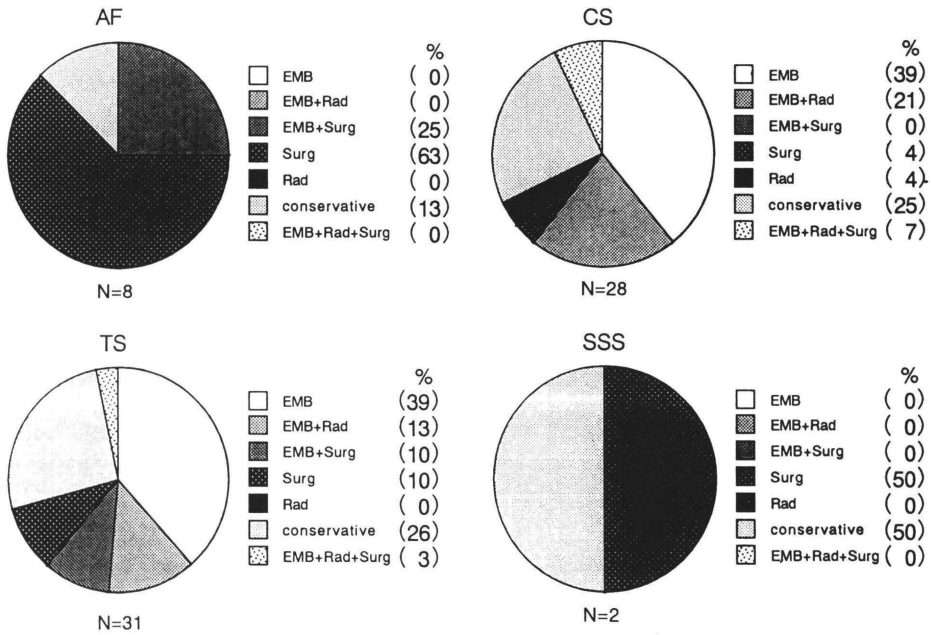 AF
%
EMB ( 0)
EMB+Rad ( 0)
EMB+Surg (25)
Surg (63)
Rad ( 0)
conservative (13)
EMB+Rad+Surg ( 0)
N=8
CS
%
EMB (39)
EMB+Rad (21)
EMB+Surg ( 0)
Surg ( 4)
Rad ( 4)
conservative (25)
EMB+Rad+Surg ( 7)
N=28
TS
%
EMB (39)
EMB+Rad (13)
EMB+Surg (10)
Surg (10)
Rad ( 0)
conservative (26)
EMB+Rad+Surg ( 3)
N=31
SSS
%
EMB ( 0)
EMB+Rad ( 0)
EMB+Surg ( 0)
Surg (50)
Rad ( 0)
conservative (50)
EMB+Rad+Surg ( 0)
N=2